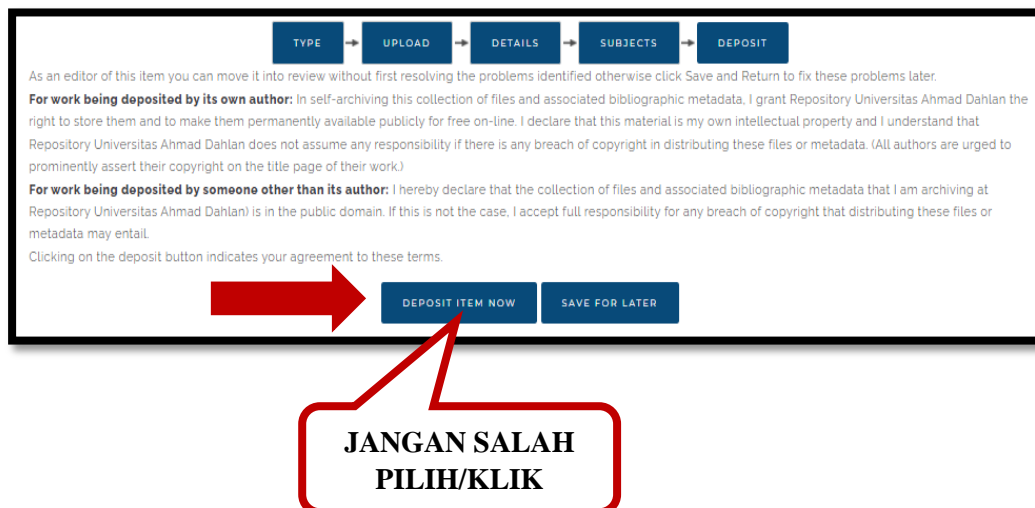 TYPE UPLOAD DETAILS SUBJECTS DEPOSIT
As an editor of this item you can move it into review without first resolving the problems identified otherwise click Save and Return to fix these problems later.
For work being deposited by its own author: In self-archiving this collection of files and associated bibliographic metadata, I grant Repository Universitas Ahmad Dahlan the
right to store them and to make them permanently available publicly for free on-line. I declare that this material is my own intellectual property and I understand that
Repository Universitas Ahmad Dahlan does not assume any responsibility if there is any breach of copyright in distributing these files or metadata. (All authors are urged to
prominently assert their copyright on the title page of their work.)
For work being deposited by someone other than its author: I hereby declare that the collection of files and associated bibliographic metadata that I am archiving at
Repository Universitas Ahmad Dahlan) is in the public domain. If this is not the case, I accept full responsibility for any breach of copyright that distributing these files or
metadata may entail.
Clicking on the deposit button indicates your agreement to these terms.
DEPOSIT ITEM NOW SAVE FOR LATER
JANGAN SALAH
PILIH/KLIK